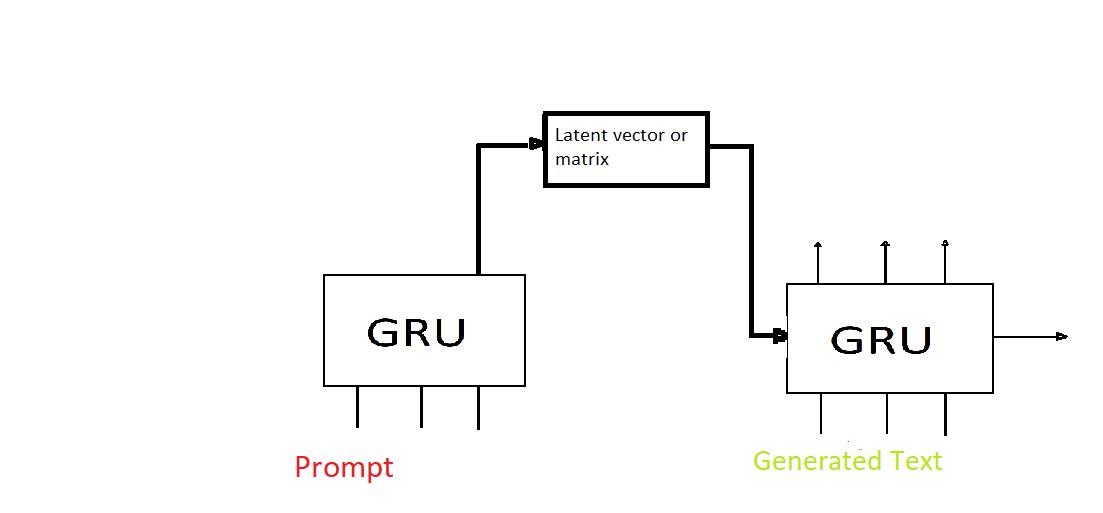 Latent vector or
matrix
GRU
GRU
Prompt
Generated Text